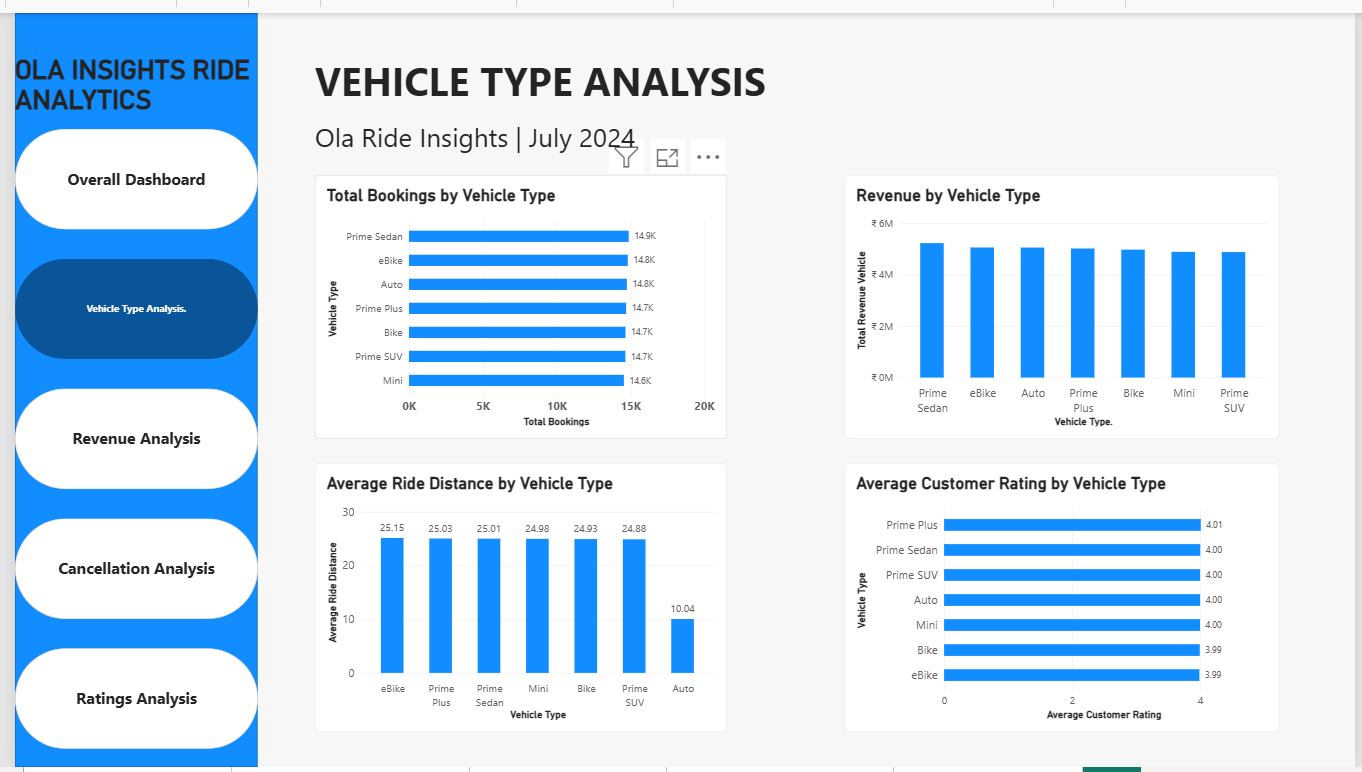 OLA INSIGHTS RIDE
ANALYTICS
Overall Dashboard
Vehicle Type Analysis.
Revenue Analysis
Cancellation Analysis
Ratings Analysis
VEHICLE TYPE ANALYSIS
Ola Ride Insights | July 2024
Total Bookings by Vehicle Type
Vehicle Type
Prime Sedan 14.9K
eBike 14.8K
Auto 14.8K
Prime Plus 14.7K
Bike 14.7K
Prime SUV 14.7K
Mini 14.6K
0K 5K 10K 15K 20K
Total Bookings
Revenue by Vehicle Type
Total Revenue Vehicle
₹ 6M
₹ 4M
₹ 2M
₹ 0M
Prime eBike Auto Prime Bike Mini Prime
Sedan Plus SUV
Vehicle Type.
Average Ride Distance by Vehicle Type
Average Ride Distance
30
20
10
0
25.15 25.03 25.01 24.98 24.93 24.88 10.04
eBike Prime Prime Mini Bike Prime Auto
Plus Sedan SUV
Vehicle Type
Average Customer Rating by Vehicle Type
Vehicle Type
Prime Plus 4.01
Prime Sedan 4.00
Prime SUV 4.00
Auto 4.00
Mini 4.00
Bike 3.99
eBike 3.99
0 2 4
Average Customer Rating